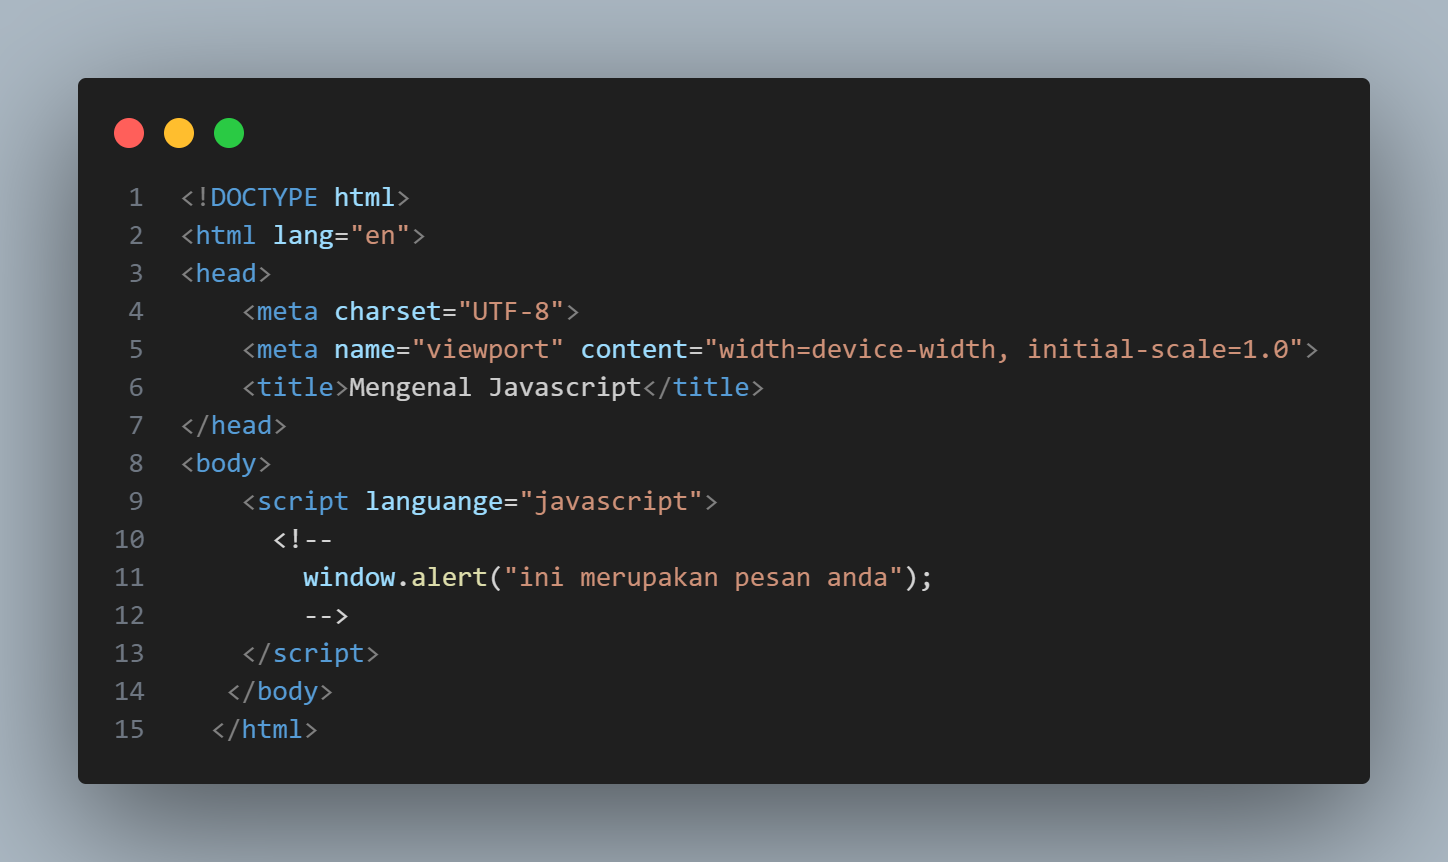 1 <!DOCTYPE html>
2 <html lang="en">
3 <head>
4     <meta charset="UTF-8">
5     <meta name="viewport" content="width=device-width, initial-scale=1.0">
6     <title>Mengenal Javascript</title>
7 </head>
8 <body>
9     <script languange="javascript">
10       <!--
11         window.alert("ini merupakan pesan anda");
12         -->
13     </script>
14    </body>
15   </html>